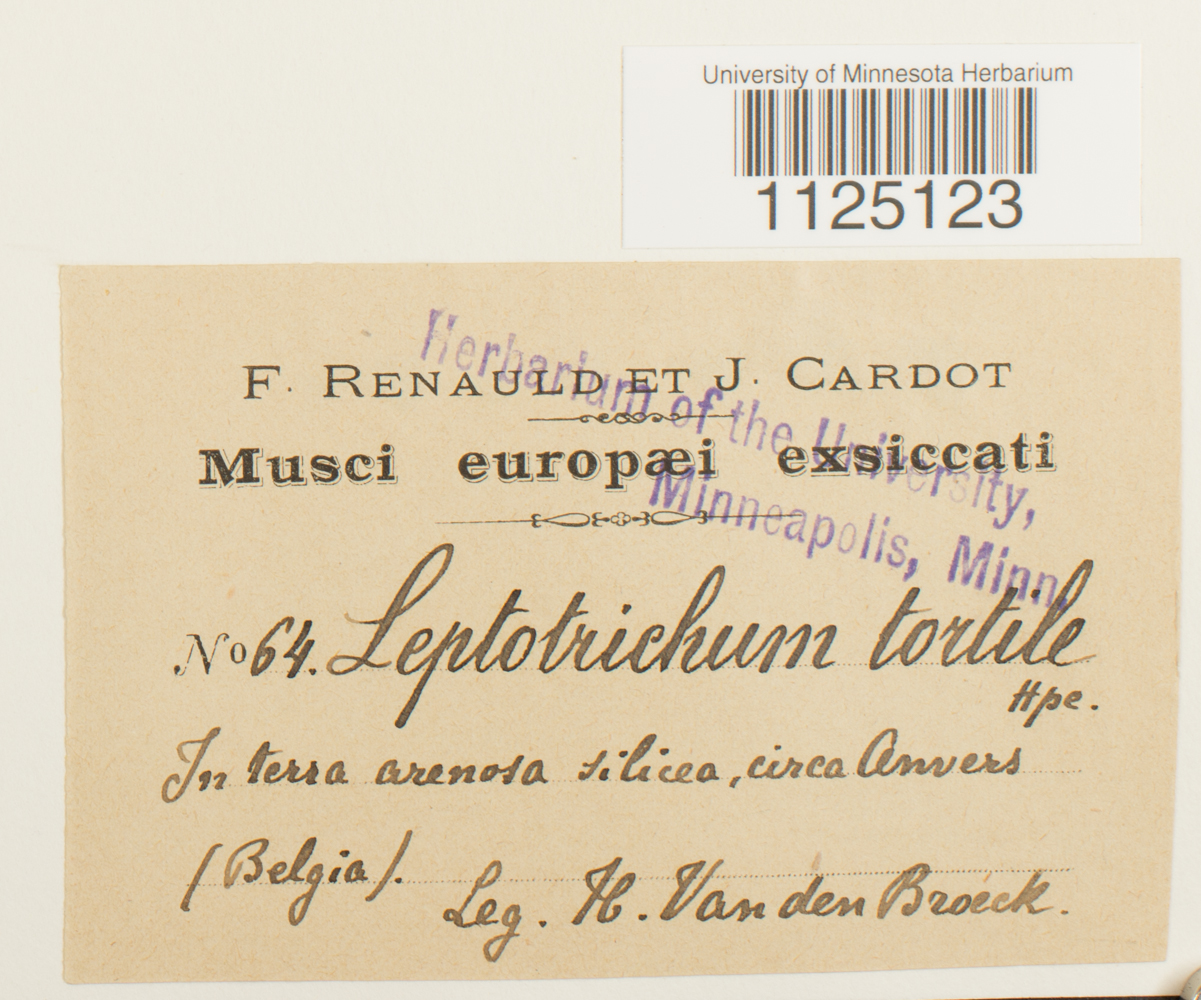 University of Minnesota Herbarium
1125123
Herbarium of the University,
Minneapolis, Minn.
F. RENAULD ET J. CARDOT
Musci europæi exsiccati
No 64. Leptotrichum tortile
Hpe.
In terra arenosa silicea, circa Anvers
(Belgia).
Leg. H. Van den Broeck.